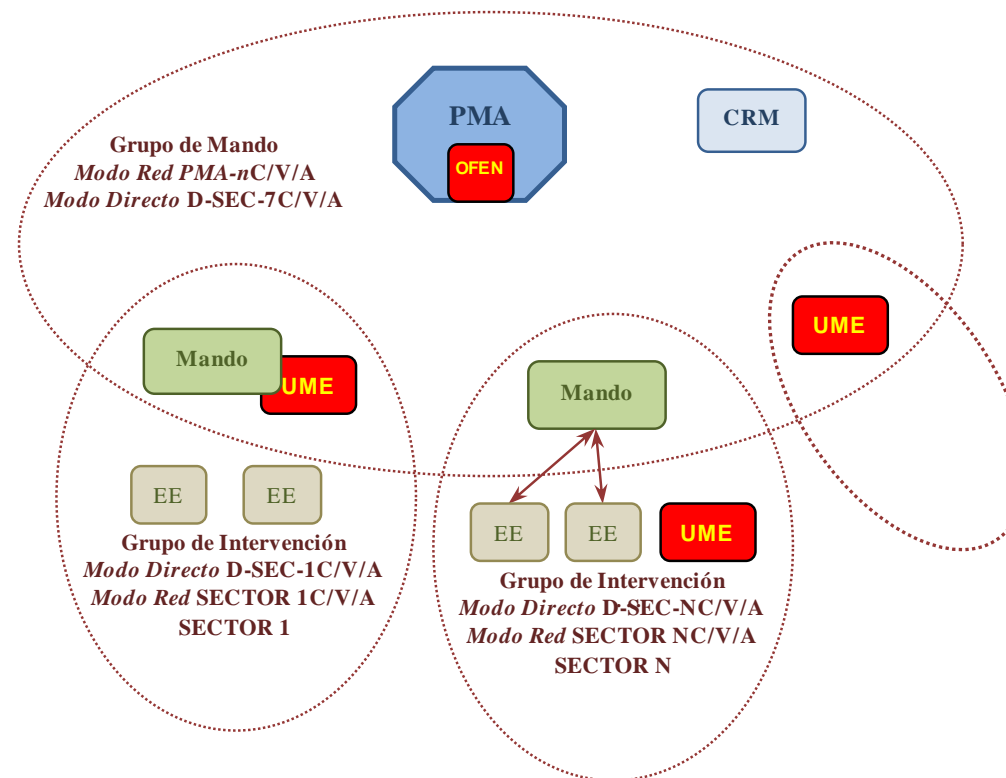 PMA
OFEN
CRM
Grupo de Mando
Modo Red PMA-nC/V/A
Modo Directo D-SEC-7C/V/A
UME
Mando
UME
Mando
EE
EE
Grupo de Intervención
Modo Directo D-SEC-1C/V/A
Modo Red SECTOR 1C/V/A
SECTOR 1
EE
EE
UME
Grupo de Intervención
Modo Directo D-SEC-NC/V/A
Modo Red SECTOR NC/V/A
SECTOR N